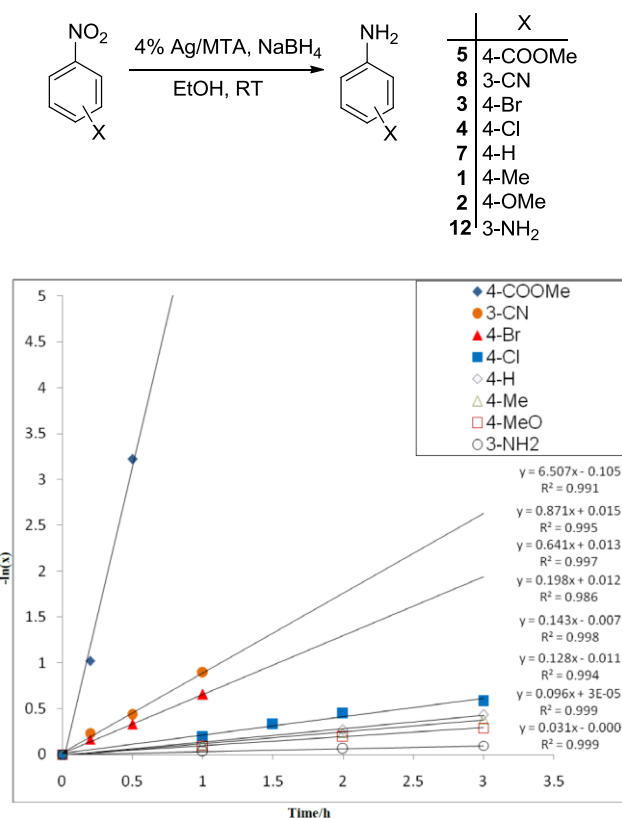 NO2
4% Ag/MTA, NaBH4
EtOH, RT
X
NH2
X
X
5 4-COOMe
8 3-CN
3 4-Br
4 4-Cl
7 4-H
1 4-Me
2 4-OMe
12 3-NH2
4-COOMe
3-CN
4-Br
4-Cl
4-H
4-Me
4-MeO
3-NH2
y = 6.507x - 0.105
R² = 0.991
y = 0.871x + 0.015
R² = 0.995
y = 0.641x + 0.013
R² = 0.997
y = 0.198x + 0.012
R² = 0.986
y = 0.143x - 0.007
R² = 0.998
y = 0.128x - 0.011
R² = 0.994
y = 0.096x + 3E-05
R² = 0.999
y = 0.031x - 0.000
R² = 0.999
5
4.5
4
3.5
3
2.5
2
1.5
1
0.5
0
-ln(x)
0 0.5 1 1.5 2 2.5 3 3.5
Time/h